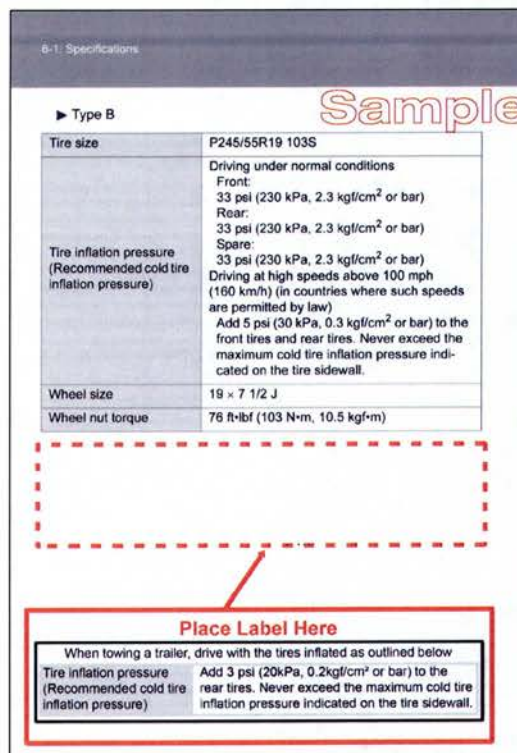 6-1. Specifications
Sample
► Type B
Tire size
P245/55R19 103S
Tire inflation pressure
(Recommended cold tire
inflation pressure)
Driving under normal conditions
Front:
33 psi (230 kPa, 2.3 kgf/cm² or bar)
Rear:
33 psi (230 kPa, 2.3 kgf/cm² or bar)
Spare:
33 psi (230 kPa, 2.3 kgf/cm² or bar)
Driving at high speeds above 100 mph
(160 km/h) (in countries where such speeds
are permitted by law)
Add 5 psi (30 kPa, 0.3 kgf/cm² or bar) to the
front tires and rear tires. Never exceed the
maximum cold tire inflation pressure indi-
cated on the tire sidewall.
Wheel size
19 × 7 1/2 J
Wheel nut torque
76 ft•lbf (103 N•m, 10.5 kgf•m)
Place Label Here
When towing a trailer, drive with the tires inflated as outlined below
Tire inflation pressure
(Recommended cold tire
inflation pressure)
Add 3 psi (20kPa, 0.2kgf/cm² or bar) to the
rear tires. Never exceed the maximum cold tire
inflation pressure indicated on the tire sidewall.